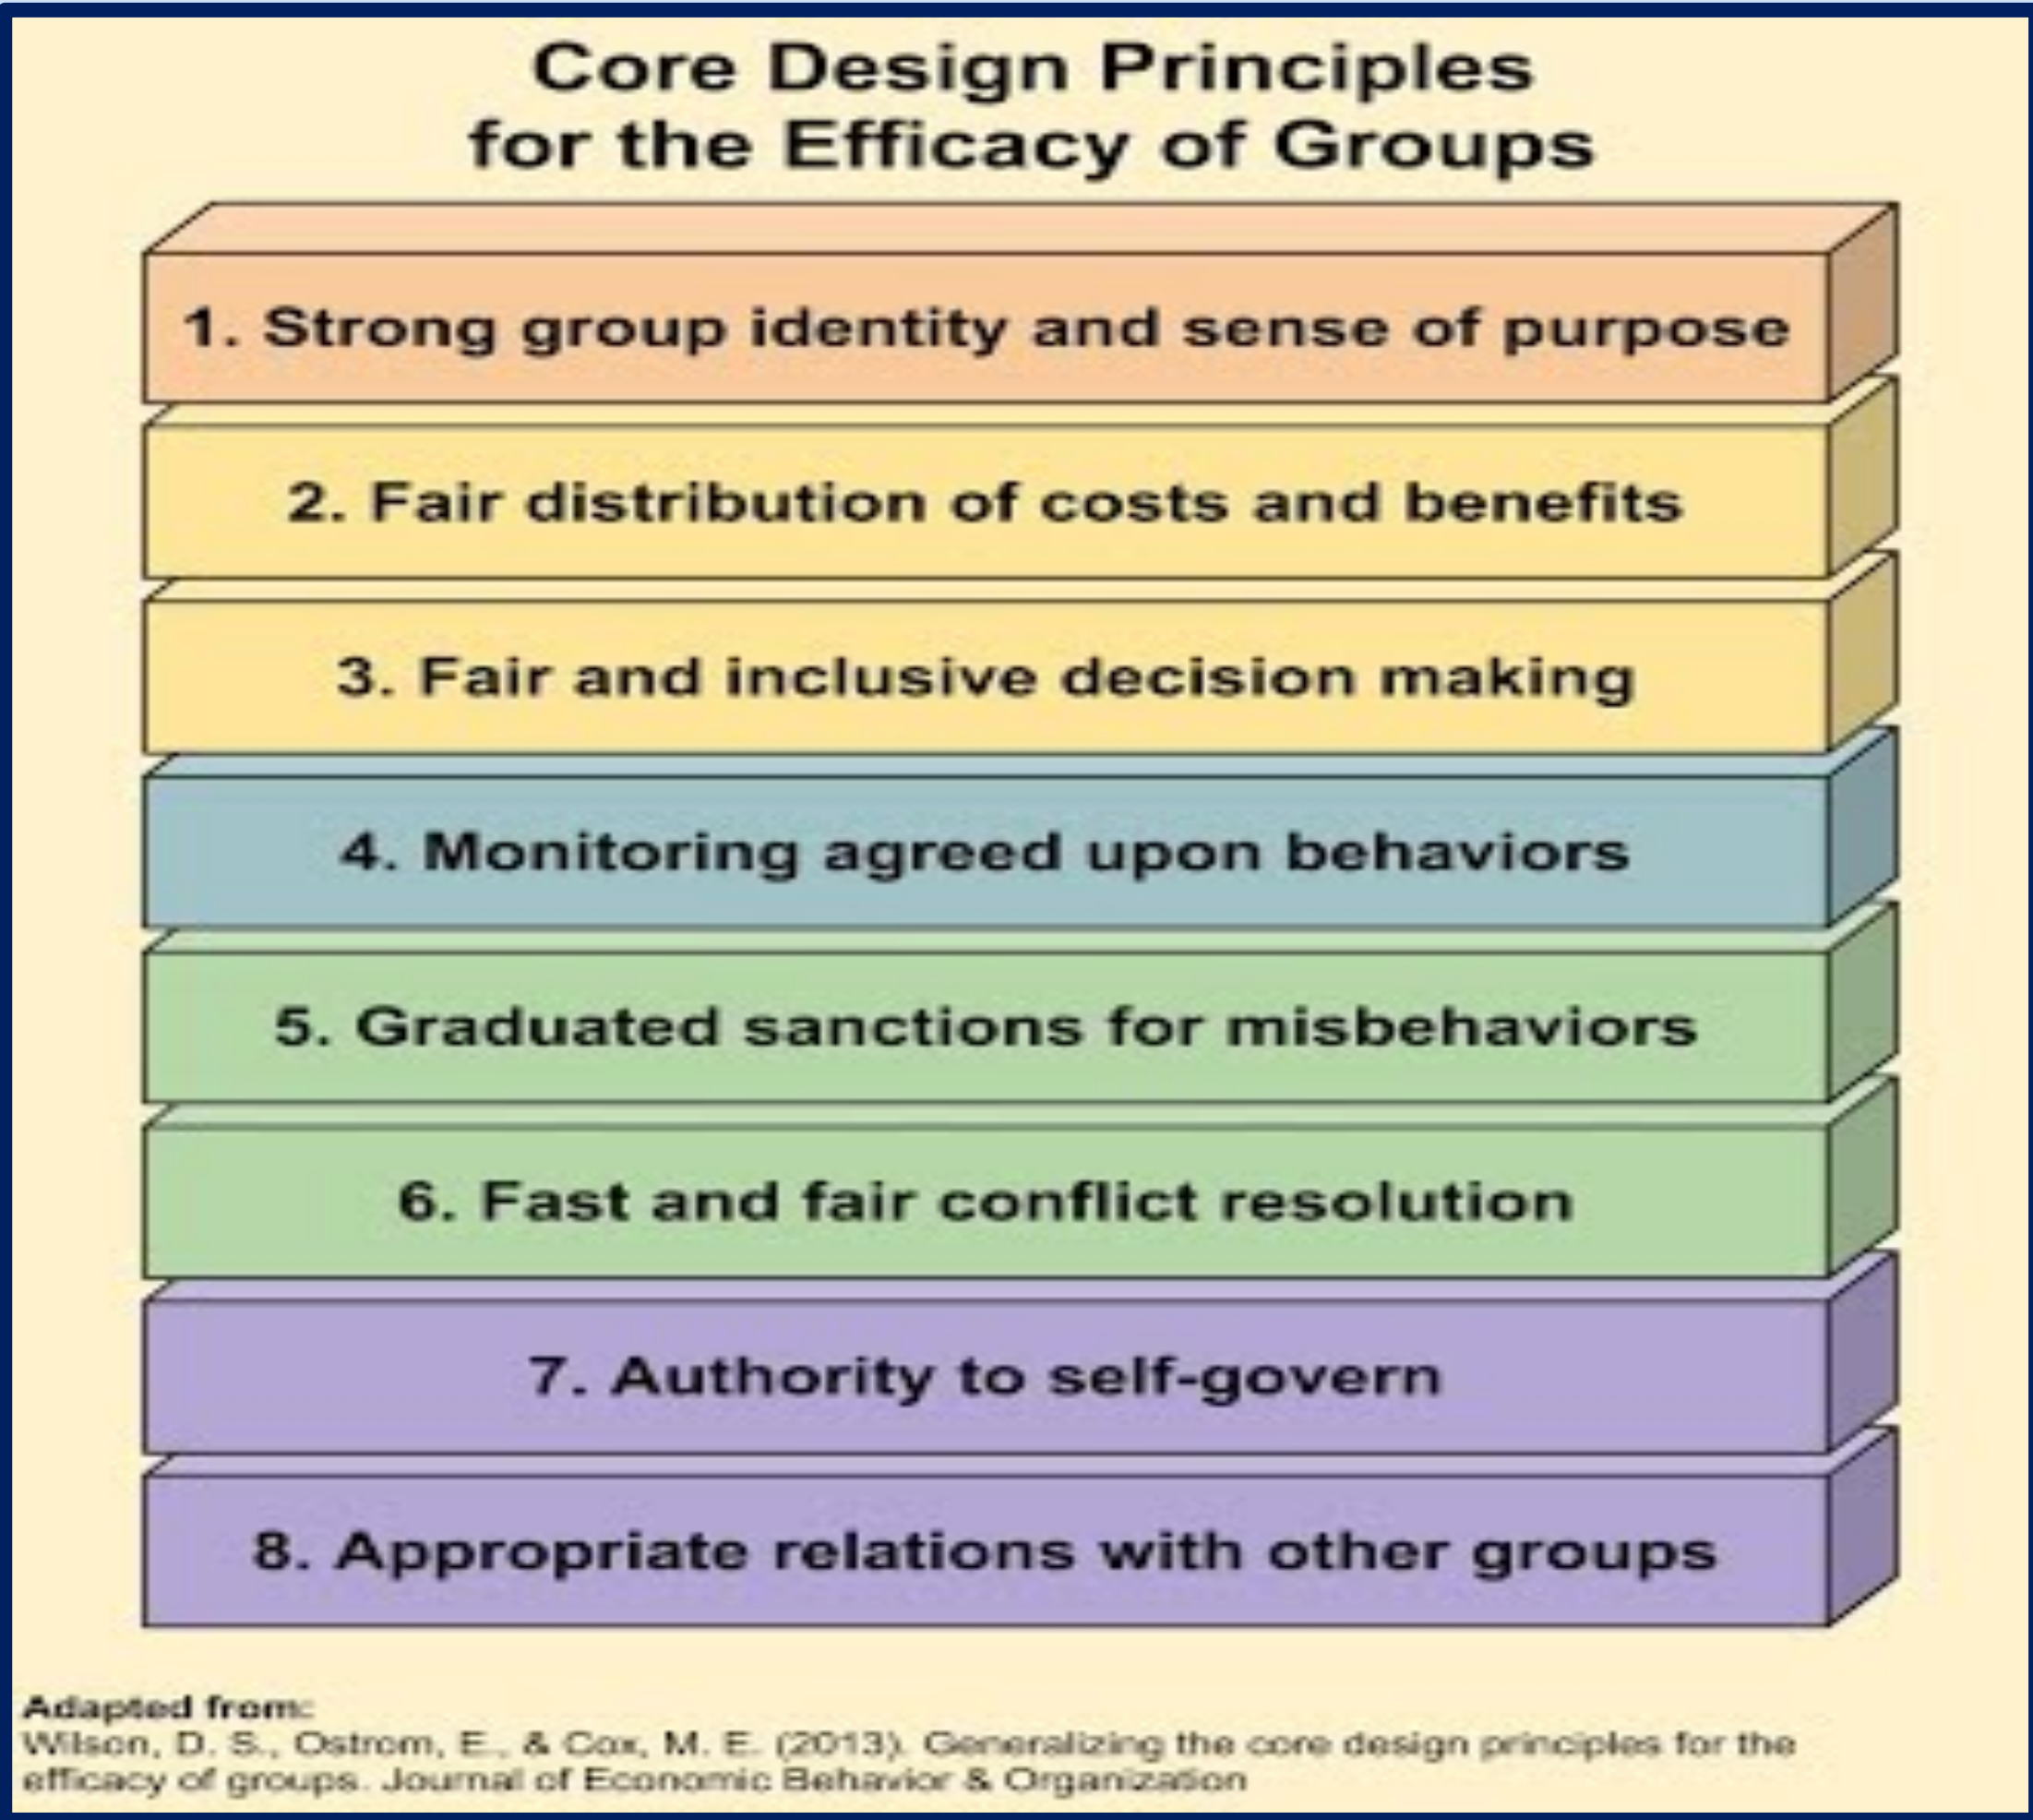 Core Design Principles
for the Efficacy of Groups
1. Strong group identity and sense of purpose
2. Fair distribution of costs and benefits
3. Fair and inclusive decision making
4. Monitoring agreed upon behaviors
5. Graduated sanctions for misbehaviors
6. Fast and fair conflict resolution
7. Authority to self-govern
8. Appropriate relations with other groups
Adapted from:
Wilson, D. S., Ostrom, E., & Cox, M. E. (2013). Generalizing the core design principles for the
efficacy of groups. Journal of Economic Behavior & Organization